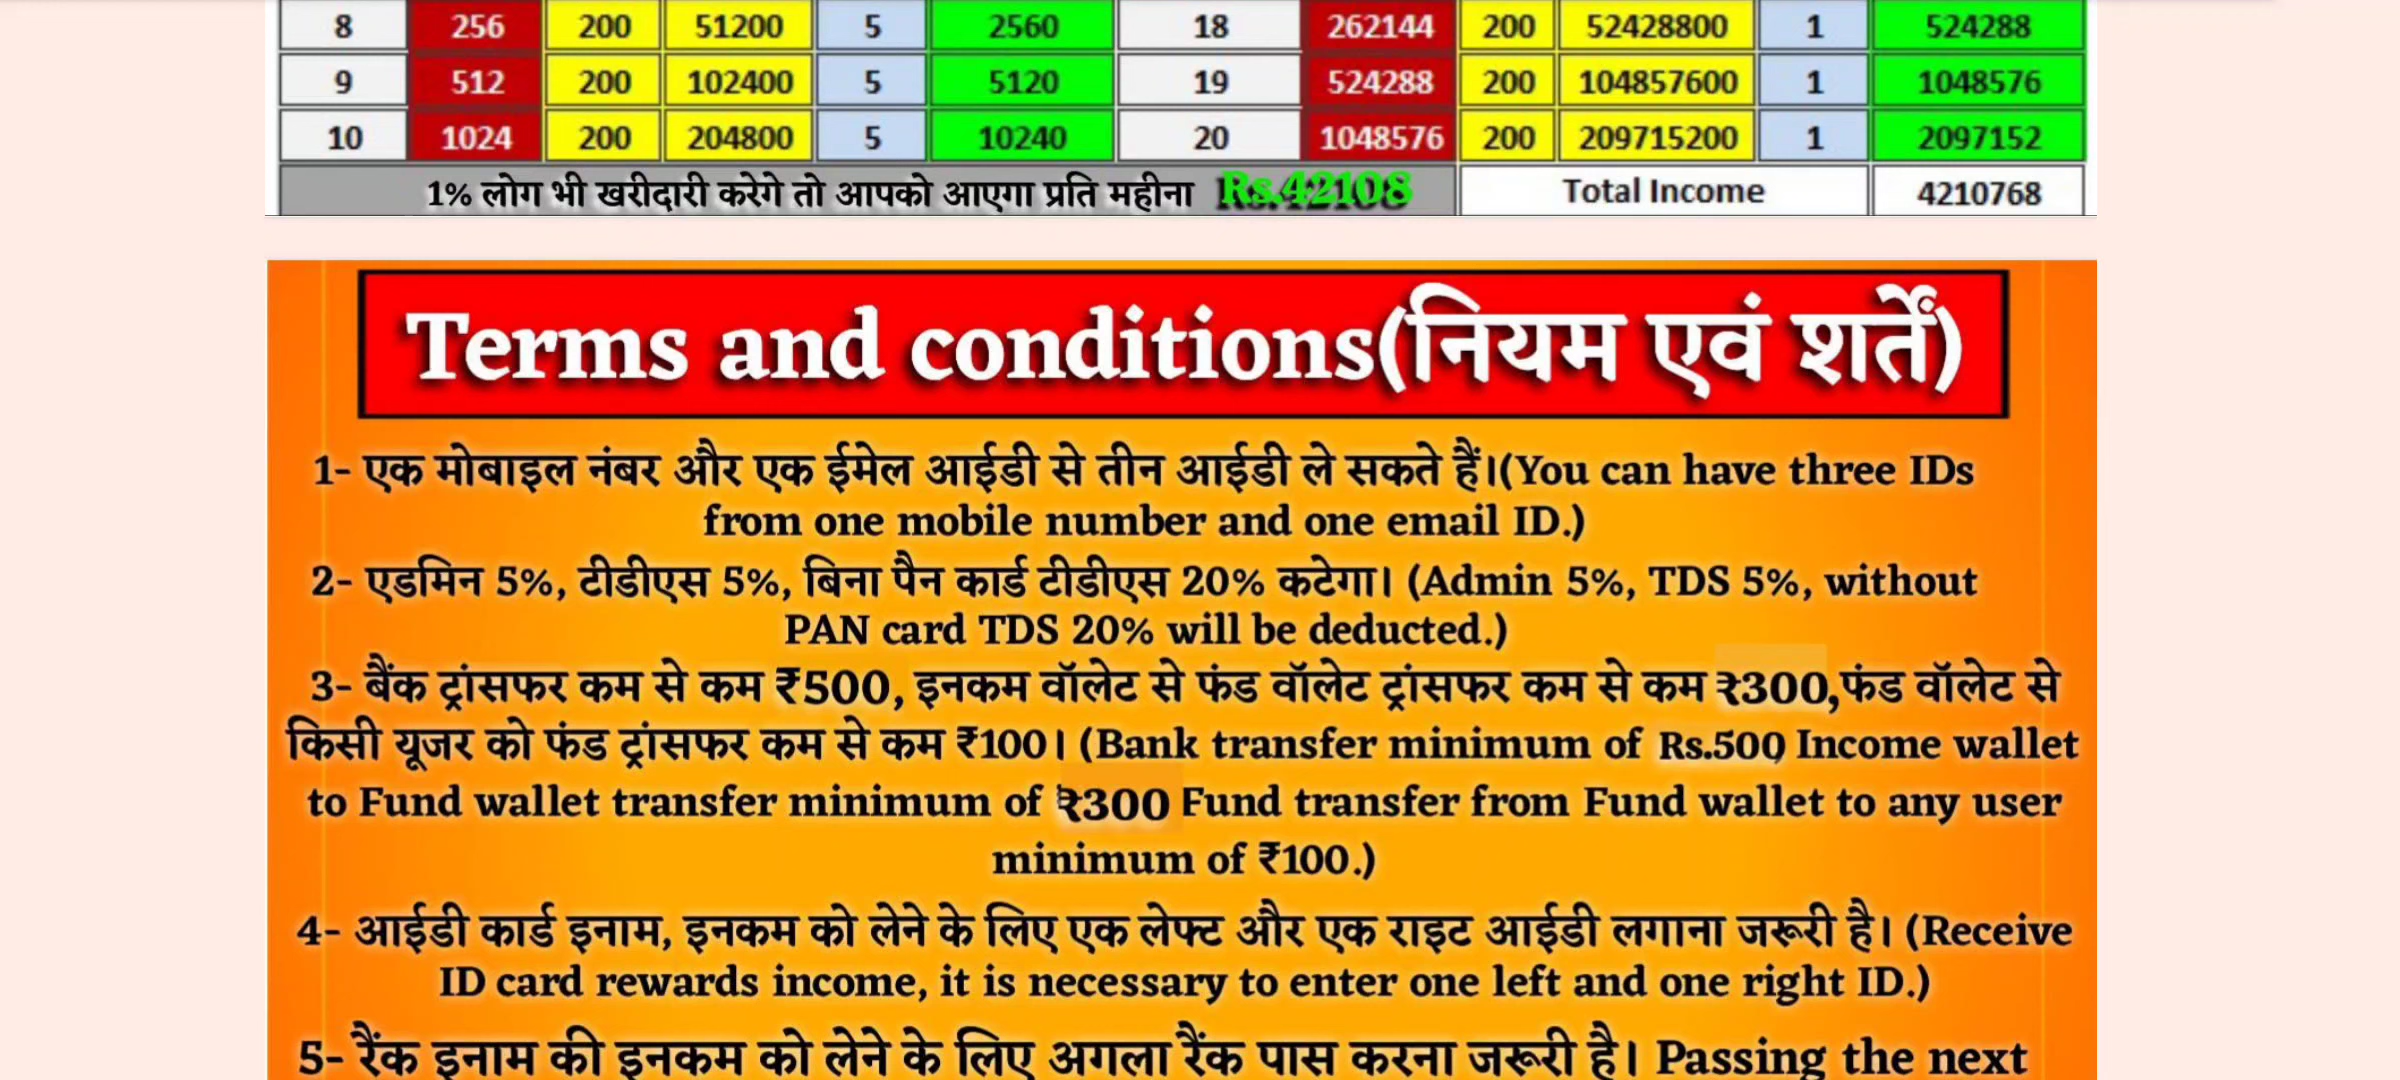 8 256 200 51200 5 2560 18 262144 200 52428800 1 524288
9 512 200 102400 5 5120 19 524288 200 104857600 1 1048576
10 1024 200 204800 5 10240 20 1048576 200 209715200 1 2097152
1% लोग भी खरीदारी करेगे तो आपको आएगा प्रति महीना Rs.42108 Total Income 4210768
Terms and conditions(नियम एवं शर्तें)
1- एक मोबाइल नंबर और एक ईमेल आईडी से तीन आईडी ले सकते हैं।(You can have three IDs
from one mobile number and one email ID.)
2- एडमिन 5%, टीडीएस 5%, बिना पैन कार्ड टीडीएस 20% कटेगा। (Admin 5%, TDS 5%, without
PAN card TDS 20% will be deducted.)
3- बैंक ट्रांसफर कम से कम ₹500, इनकम वॉलेट से फंड वॉलेट ट्रांसफर कम से कम ₹300,फंड वॉलेट से
किसी यूजर को फंड ट्रांसफर कम से कम ₹100। (Bank transfer minimum of Rs.500 Income wallet
to Fund wallet transfer minimum of ₹300 Fund transfer from Fund wallet to any user
minimum of ₹100.)
4- आईडी कार्ड इनाम, इनकम को लेने के लिए एक लेफ्ट और एक राइट आईडी लगाना जरूरी है। (Receive
ID card rewards income, it is necessary to enter one left and one right ID.)
5- रैंक इनाम की इनकम को लेने के लिए अगला रैंक पास करना जरूरी है। Passing the next